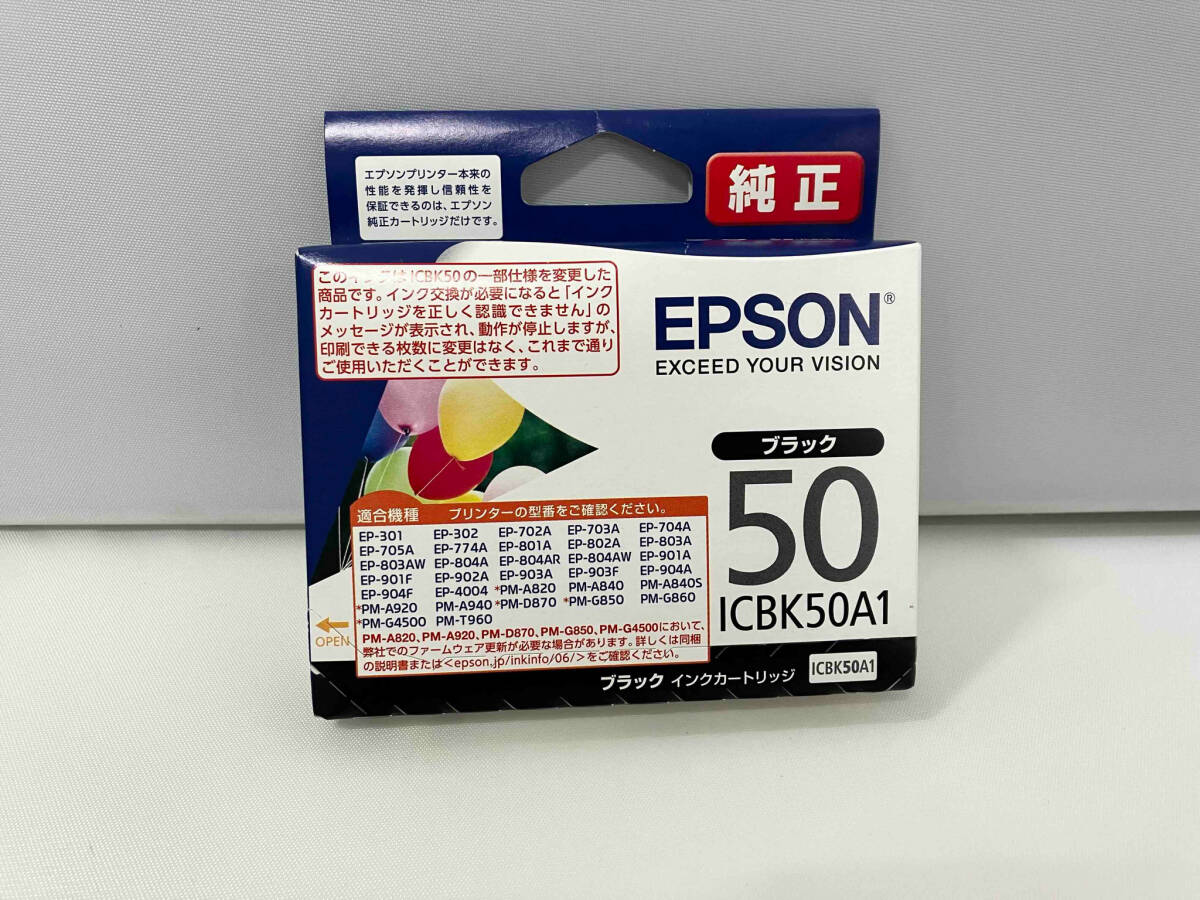 エプソンプリンター本来の
性能を発揮し信頼性を
保証できるのは、エプソン
純正カートリッジだけです。
純正
このインクはICBK50の一部仕様を変更した
商品です。インク交換が必要になると「インク
カートリッジを正しく認識できません」の
メッセージが表示され、動作が停止しますが、
印刷できる枚数に変更はなく、これまで通り
ご使用いただくことができます。
EPSON®
EXCEED YOUR VISION
ブラック
50
ICBK50A1
適合機種 プリンターの型番をご確認ください。
EP-301 EP-302 EP-702A EP-703A EP-704A
EP-705A EP-774A EP-801A EP-802A EP-803A
EP-803AW EP-804A EP-804AR EP-804AW EP-901A
EP-901F EP-902A EP-903A EP-903F EP-904A
EP-904F EP-4004 *PM-A820 PM-A840 PM-A840S
*PM-A920 PM-A940 *PM-D870 *PM-G850 PM-G860
*PM-G4500 PM-T960
PM-A820、PM-A920、PM-D870、PM-G850、PM-G4500において、
弊社でのファームウェア更新が必要な場合があります。詳しくは同梱
の説明書または<epson.jp/inkinfo/06/>をご確認ください。
OPEN
ブラック インクカートリッジ ICBK50A1